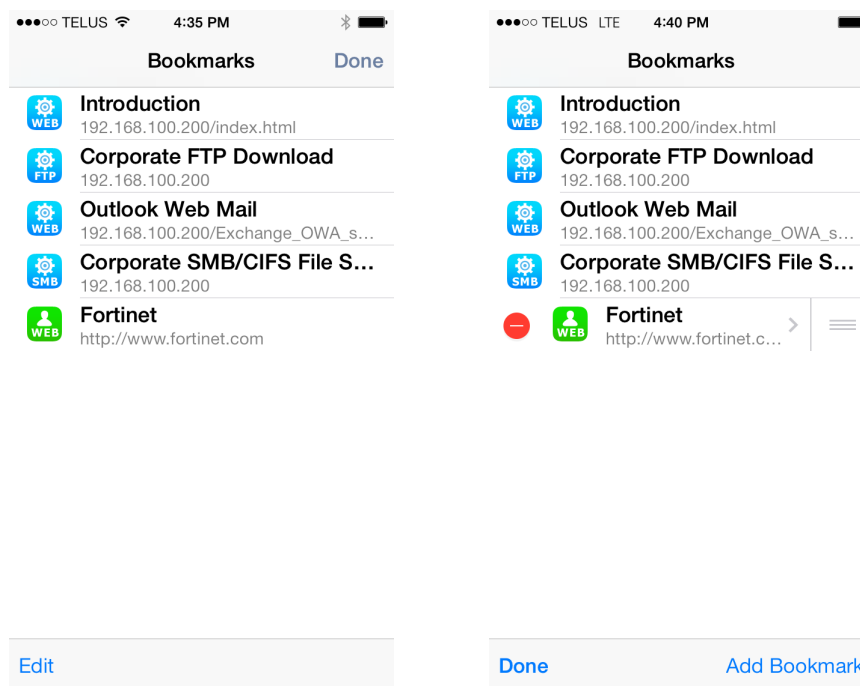 ●●●○○ TELUS 4:35 PM
Bookmarks Done
WEB
Introduction
192.168.100.200/index.html
FTP
Corporate FTP Download
192.168.100.200
WEB
Outlook Web Mail
192.168.100.200/Exchange_OWA_s...
SMB
Corporate SMB/CIFS File S...
192.168.100.200
WEB
Fortinet
http://www.fortinet.com
Edit
●●●○○ TELUS LTE 4:40 PM
Bookmarks
WEB
Introduction
192.168.100.200/index.html
FTP
Corporate FTP Download
192.168.100.200
WEB
Outlook Web Mail
192.168.100.200/Exchange_OWA_s...
SMB
Corporate SMB/CIFS File S...
192.168.100.200
WEB
Fortinet
http://www.fortinet.c...
Done Add Bookmark